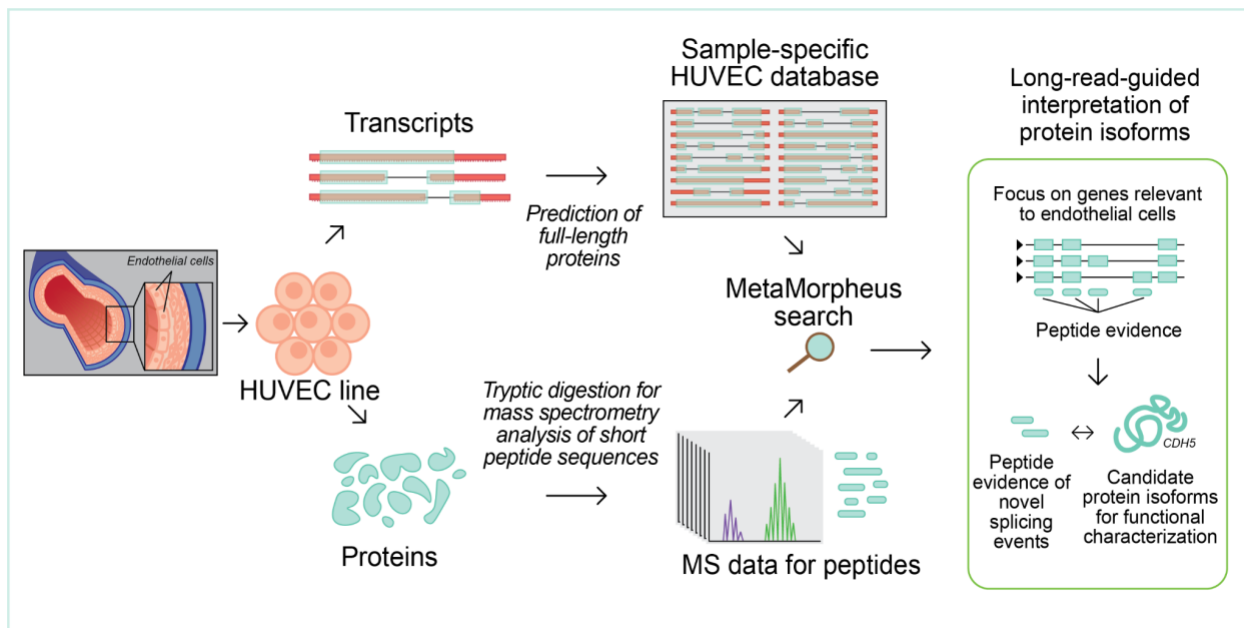 Endothelial cells
HUVEC line
Transcripts
Prediction of
full-length
proteins
Sample-specific
HUVEC database
Proteins
Tryptic digestion for
mass spectrometry
analysis of short
peptide sequences
MS data for peptides
MetaMorpheus
search
Long-read-guided
interpretation of
protein isoforms
Focus on genes relevant
to endothelial cells
Peptide evidence
CDH5
Peptide
evidence of
novel
splicing
events
Candidate
protein isoforms
for functional
characterization